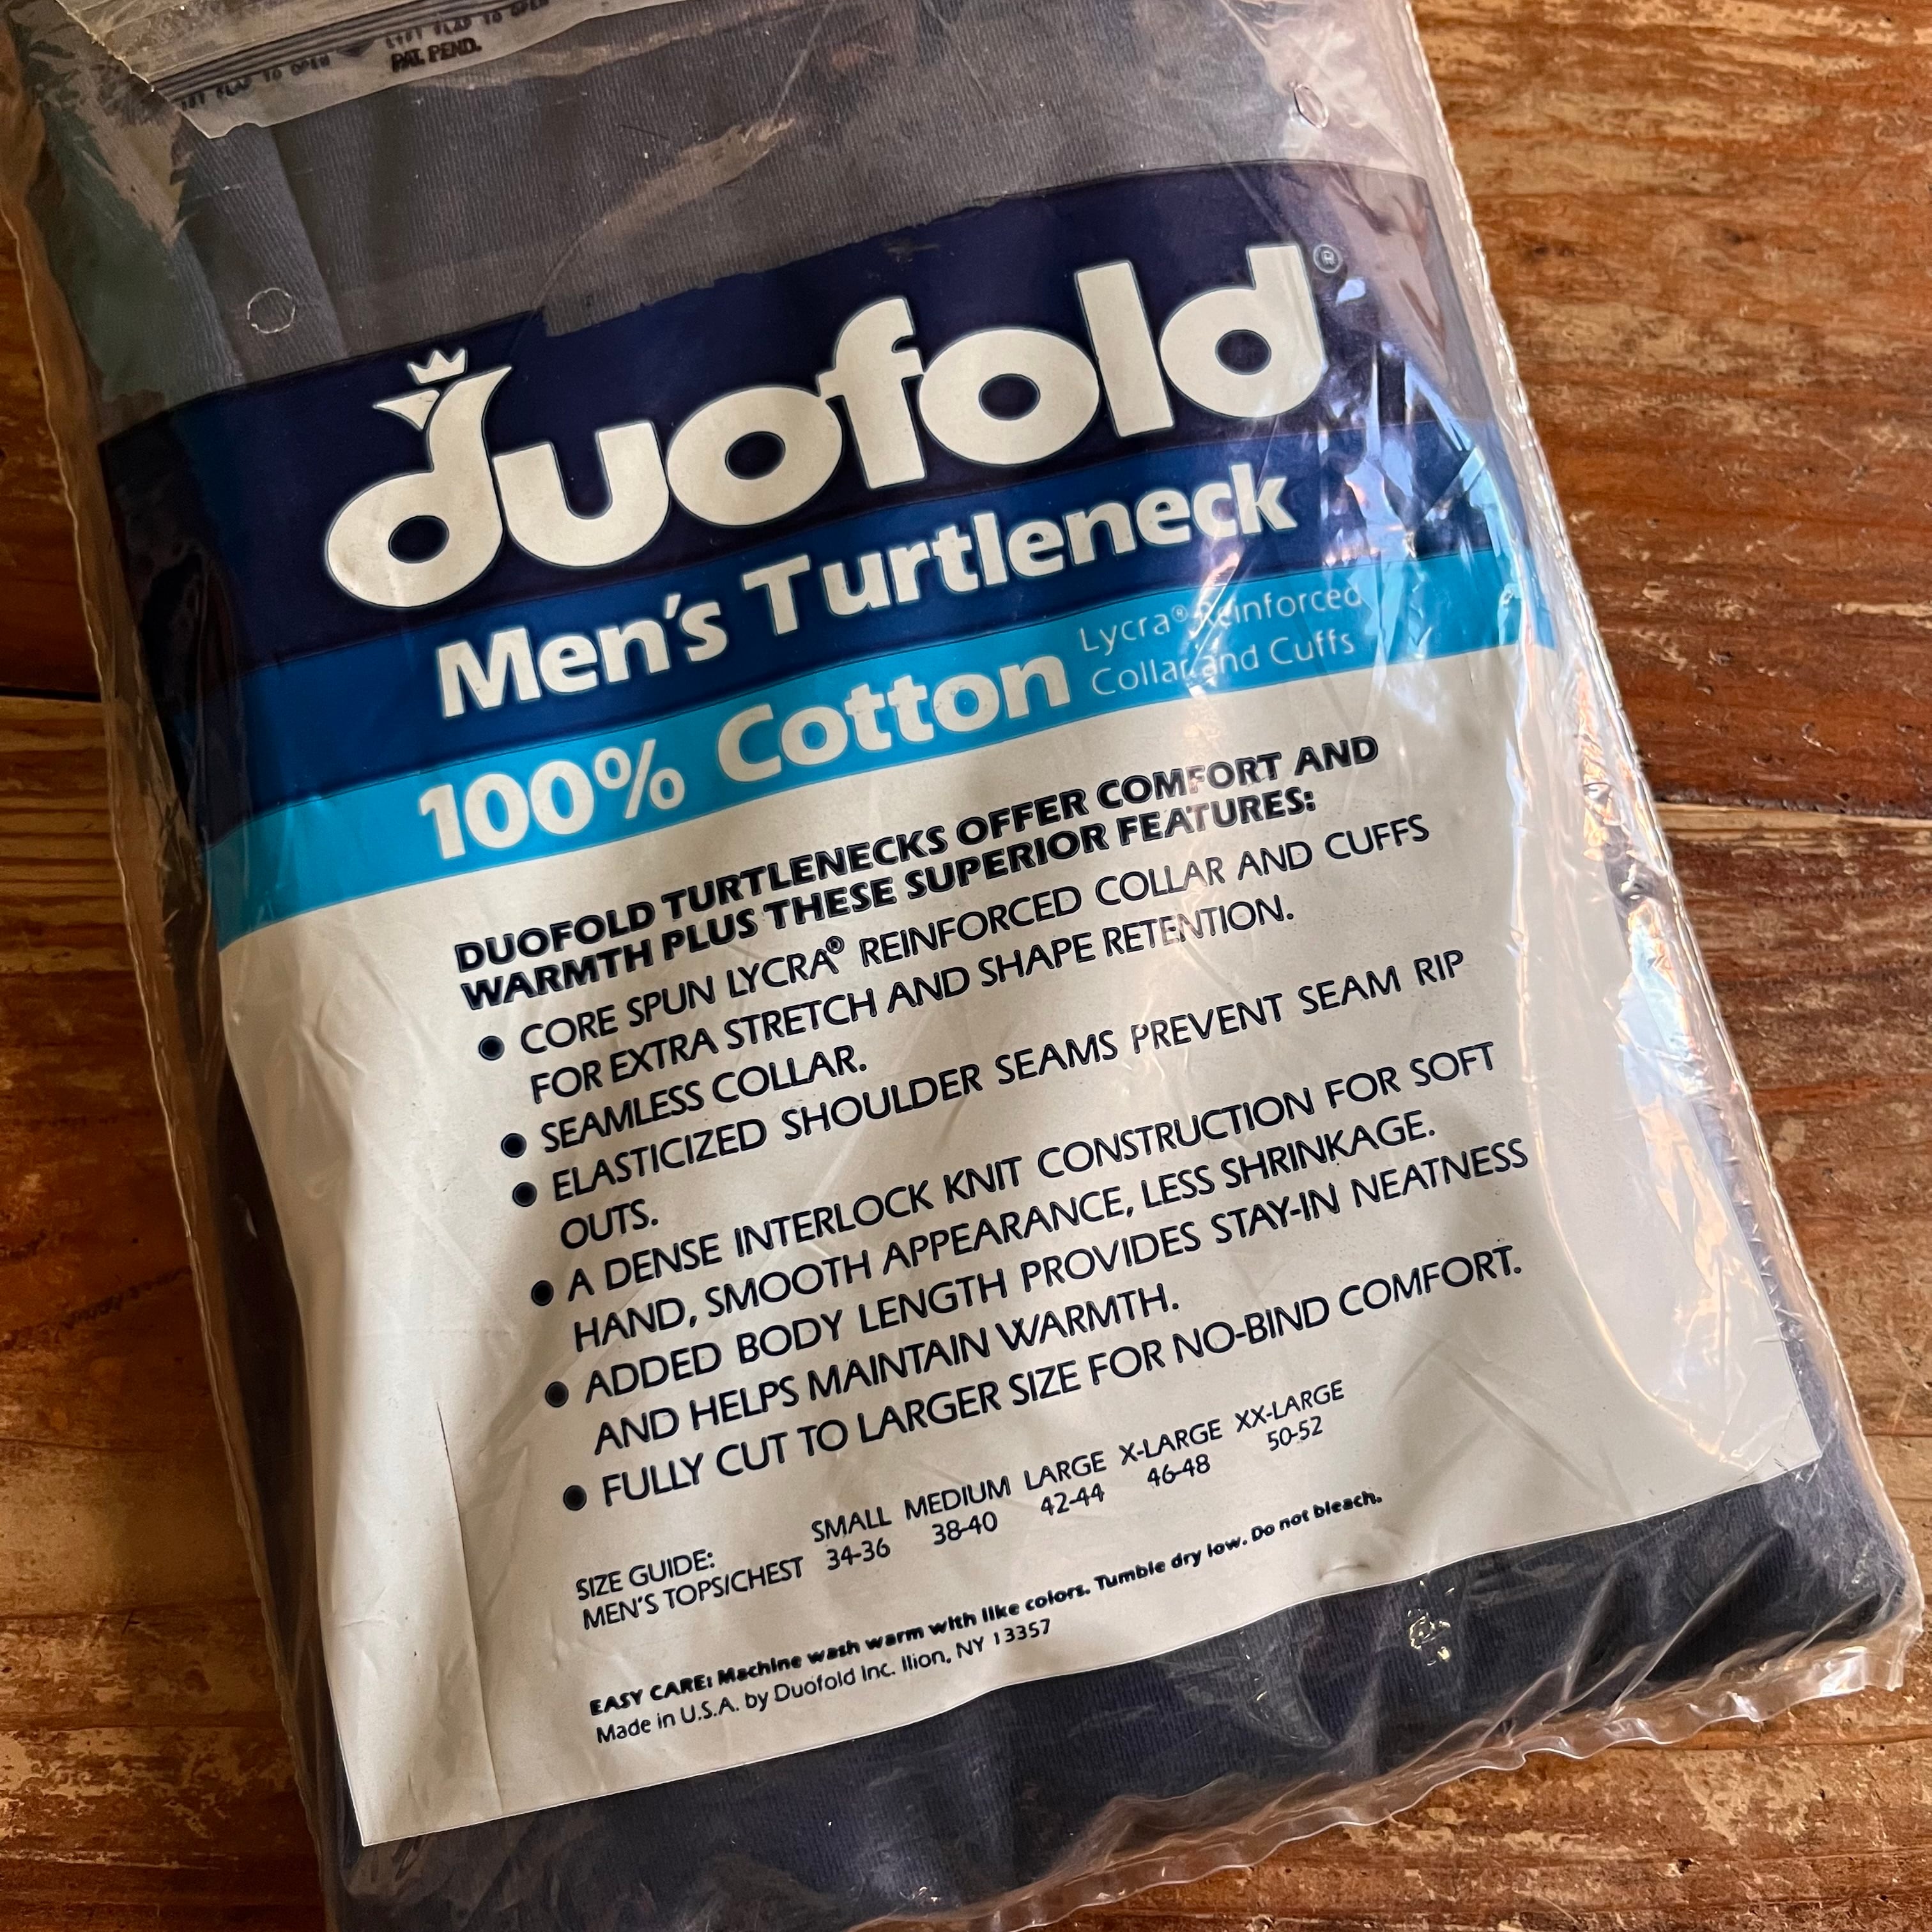 LIFT FLAP TO OPEN
PAT. PEND.
duofold®
Men's Turtleneck
100% Cotton
Lycra® Reinforced
Collar and Cuffs
DUOFOLD TURTLENECKS OFFER COMFORT AND
WARMTH PLUS THESE SUPERIOR FEATURES:
● CORE SPUN LYCRA® REINFORCED COLLAR AND CUFFS
FOR EXTRA STRETCH AND SHAPE RETENTION.
● SEAMLESS COLLAR.
● ELASTICIZED SHOULDER SEAMS PREVENT SEAM RIP
OUTS.
● A DENSE INTERLOCK KNIT CONSTRUCTION FOR SOFT
HAND, SMOOTH APPEARANCE, LESS SHRINKAGE.
● ADDED BODY LENGTH PROVIDES STAY-IN NEATNESS
AND HELPS MAINTAIN WARMTH.
● FULLY CUT TO LARGER SIZE FOR NO-BIND COMFORT.
SIZE GUIDE: SMALL MEDIUM LARGE X-LARGE XX-LARGE
MEN'S TOPS/CHEST 34-36 38-40 42-44 46-48 50-52
EASY CARE: Machine wash warm with like colors. Tumble dry low. Do not bleach.
Made in U.S.A. by Duofold Inc. Ilion, NY 13357